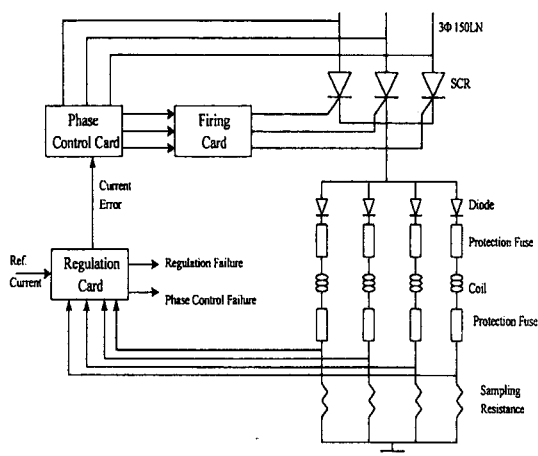 3Φ 150LN
SCR
Phase
Control Card
Firing
Card
Current
Error
Diode
Protection Fuse
Ref.
Current
Regulation
Card
Regulation Failure
Phase Control Failure
Coil
Protection Fuse
Sampling
Resistance